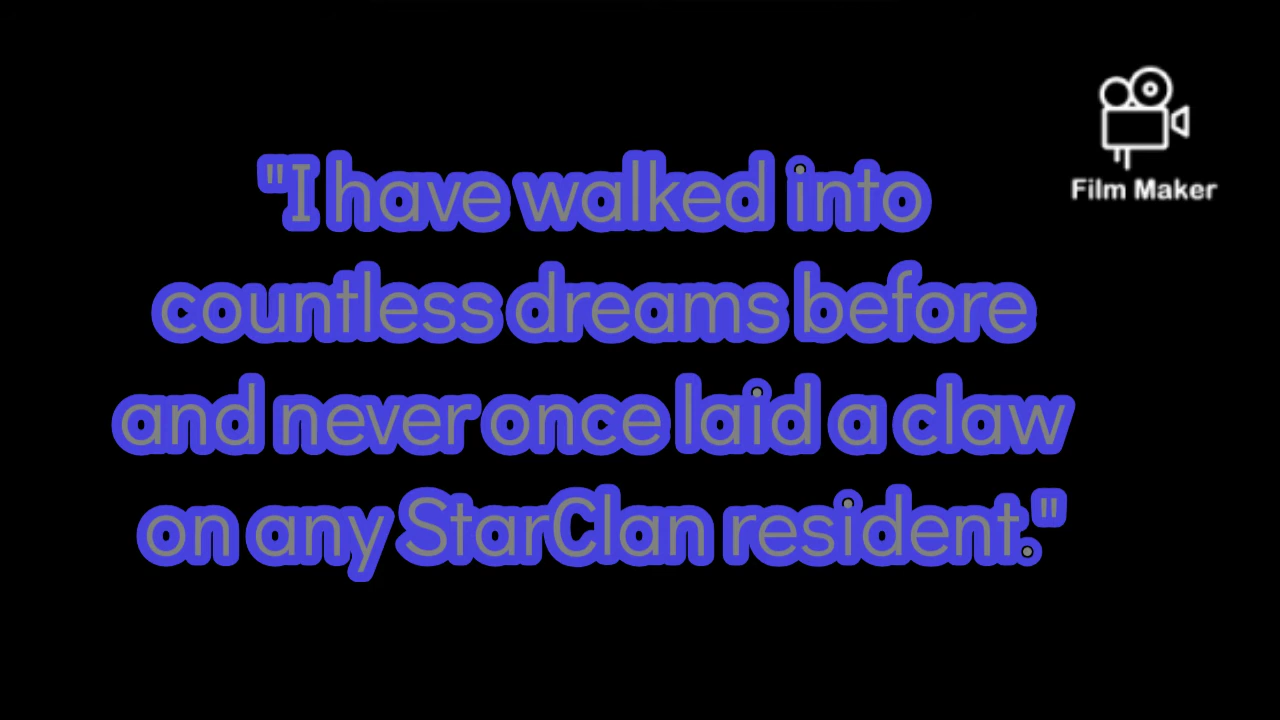 Film Maker
"I have walked into
countless dreams before
and never once laid a claw
on any StarClan resident."